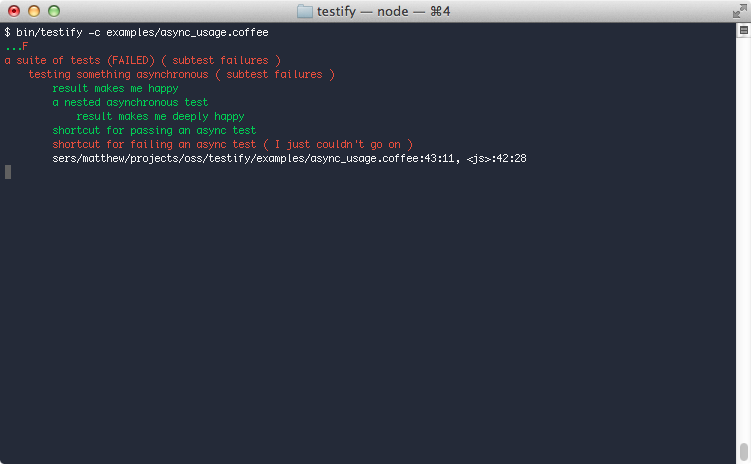 testify — node — ⌘4
$ bin/testify -c examples/async_usage.coffee
...F
a suite of tests (FAILED) ( subtest failures )
testing something asynchronous ( subtest failures )
result makes me happy
a nested asynchronous test
result makes me deeply happy
shortcut for passing an async test
shortcut for failing an async test ( I just couldn't go on )
sers/matthew/projects/oss/testify/examples/async_usage.coffee:43:11, <js>:42:28